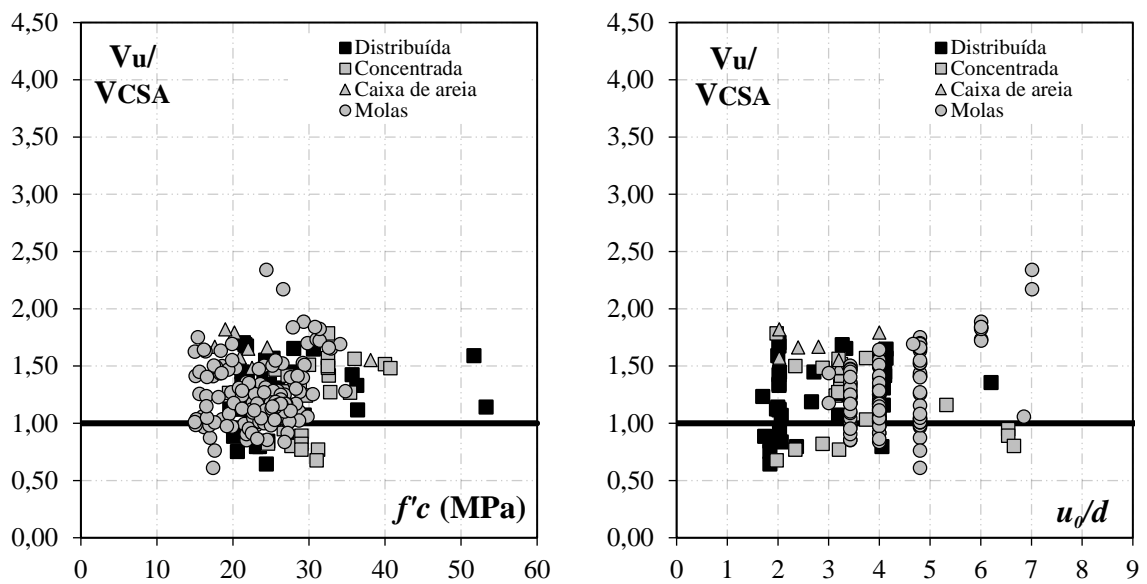 4,50
4,00
3,50
3,00
2,50
2,00
1,50
1,00
0,50
0,00
Vu/
VCSA
Distribuída
Concentrada
Caixa de areia
Molas
f'c (MPa)
0 10 20 30 40 50 60
4,50
4,00
3,50
3,00
2,50
2,00
1,50
1,00
0,50
0,00
Vu/
VCSA
Distribuída
Concentrada
Caixa de areia
Molas
u0/d
0 1 2 3 4 5 6 7 8 9